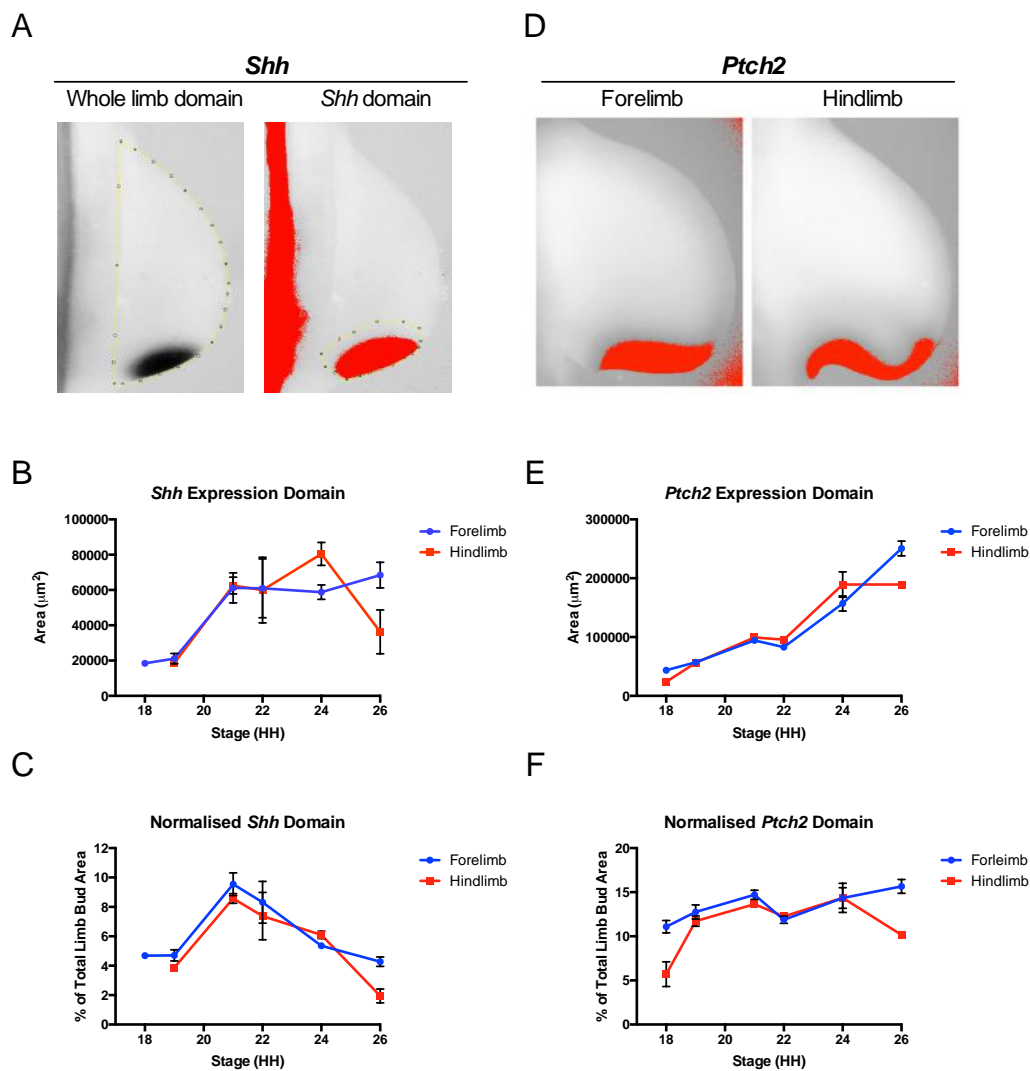 A
Shh
Whole limb domain
Shh domain
D
Ptch2
Forelimb
Hindlimb
B
Shh Expression Domain
100000
80000
60000
40000
20000
0
Area (μm²)
18 20 22 24 26
Stage (HH)
Forelimb
Hindlimb
E
Ptch2 Expression Domain
300000
200000
100000
0
Area (μm²)
18 20 22 24 26
Stage (HH)
Forelimb
Hindlimb
C
Normalised Shh Domain
12
10
8
6
4
2
0
% of Total Limb Bud Area
18 20 22 24 26
Stage (HH)
Forelimb
Hindlimb
F
Normalised Ptch2 Domain
20
15
10
5
0
% of Total Limb Bud Area
18 20 22 24 26
Stage (HH)
Forleimb
Hindlimb